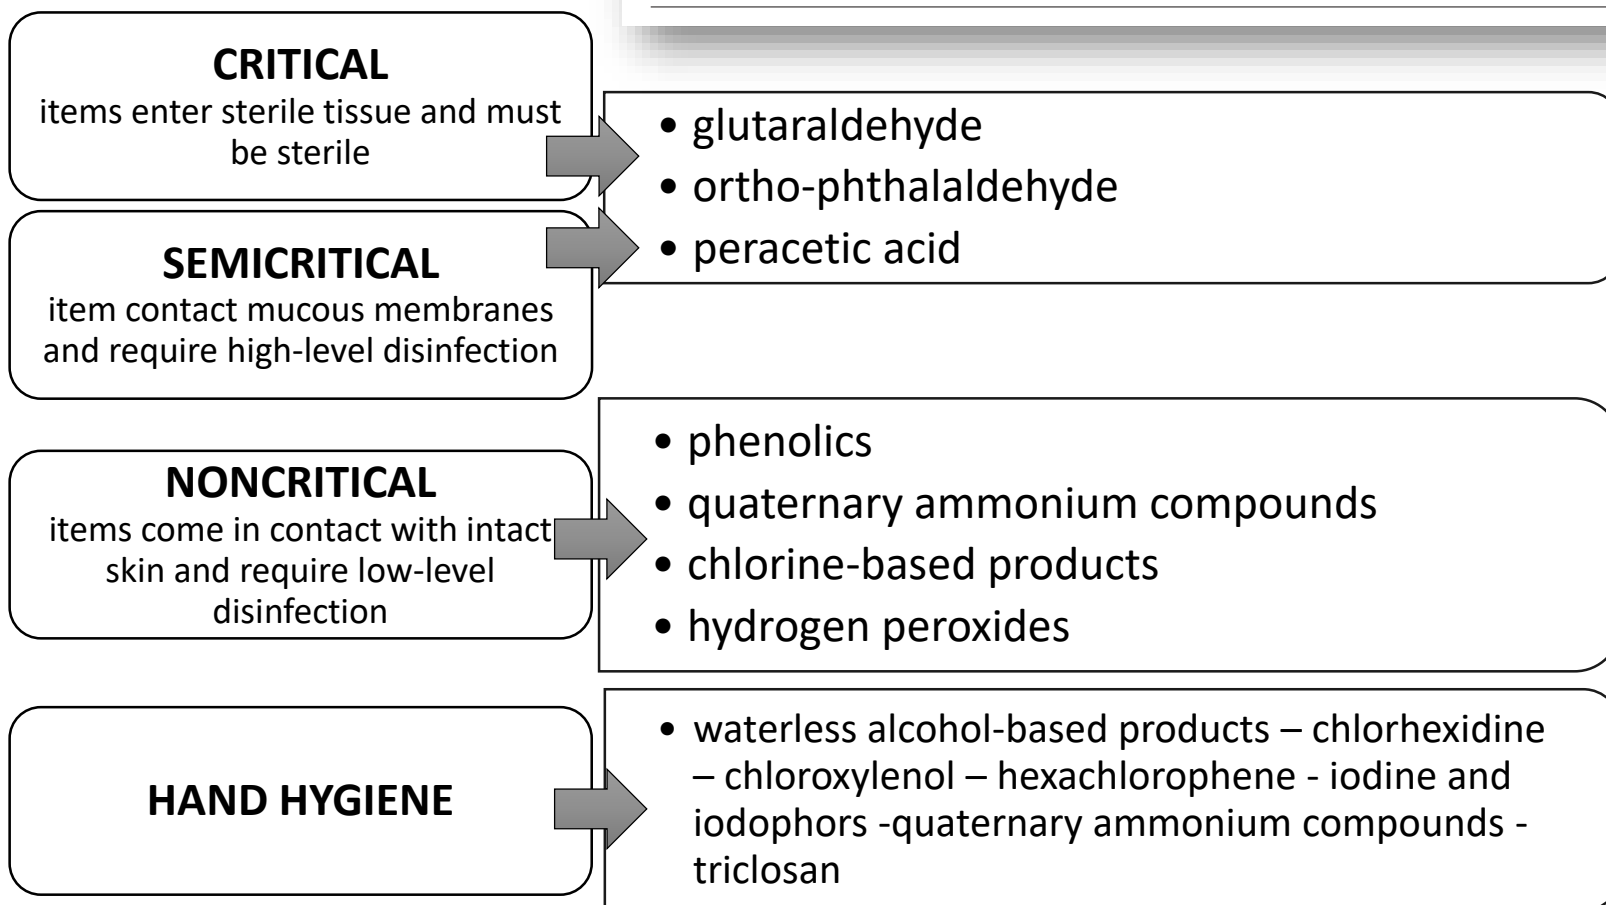 CRITICAL
items enter sterile tissue and must
be sterile
• glutaraldehyde
• ortho-phthalaldehyde
• peracetic acid
SEMICRITICAL
item contact mucous membranes
and require high-level disinfection
NONCRITICAL
items come in contact with intact
skin and require low-level
disinfection
• phenolics
• quaternary ammonium compounds
• chlorine-based products
• hydrogen peroxides
HAND HYGIENE
• waterless alcohol-based products – chlorhexidine
– chloroxylenol – hexachlorophene - iodine and
iodophors -quaternary ammonium compounds -
triclosan